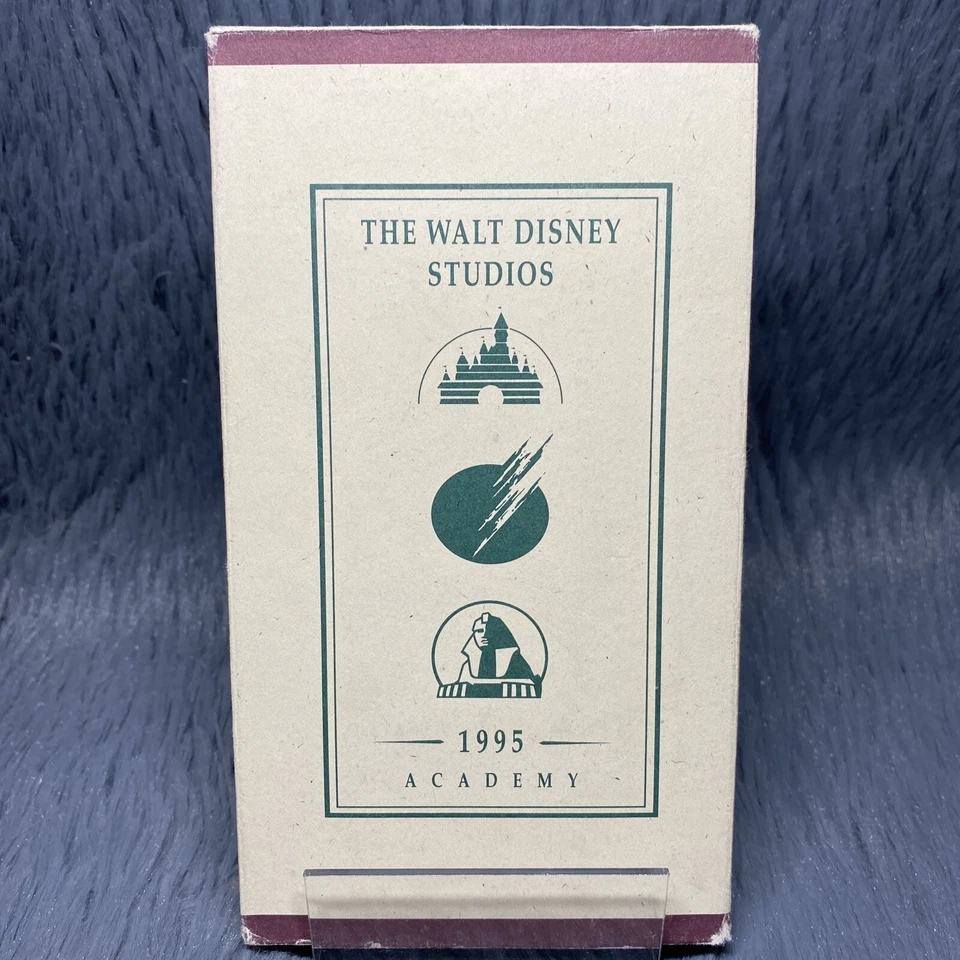 THE WALT DISNEY
STUDIOS
1995
ACADEMY